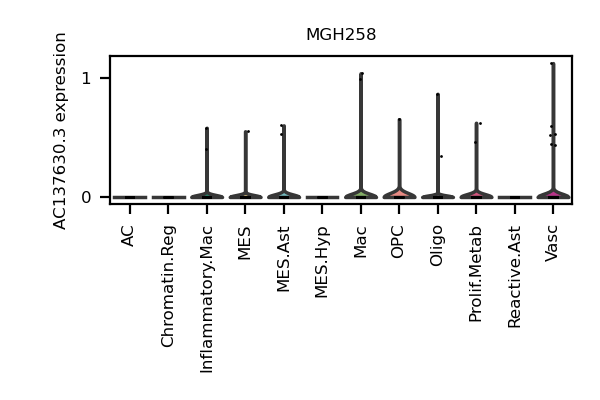 MGH258
AC137630.3 expression
1
0
AC
Chromatin.Reg
Inflammatory.Mac
MES
MES.Ast
MES.Hyp
Mac
OPC
Oligo
Prolif.Metab
Reactive.Ast
Vasc